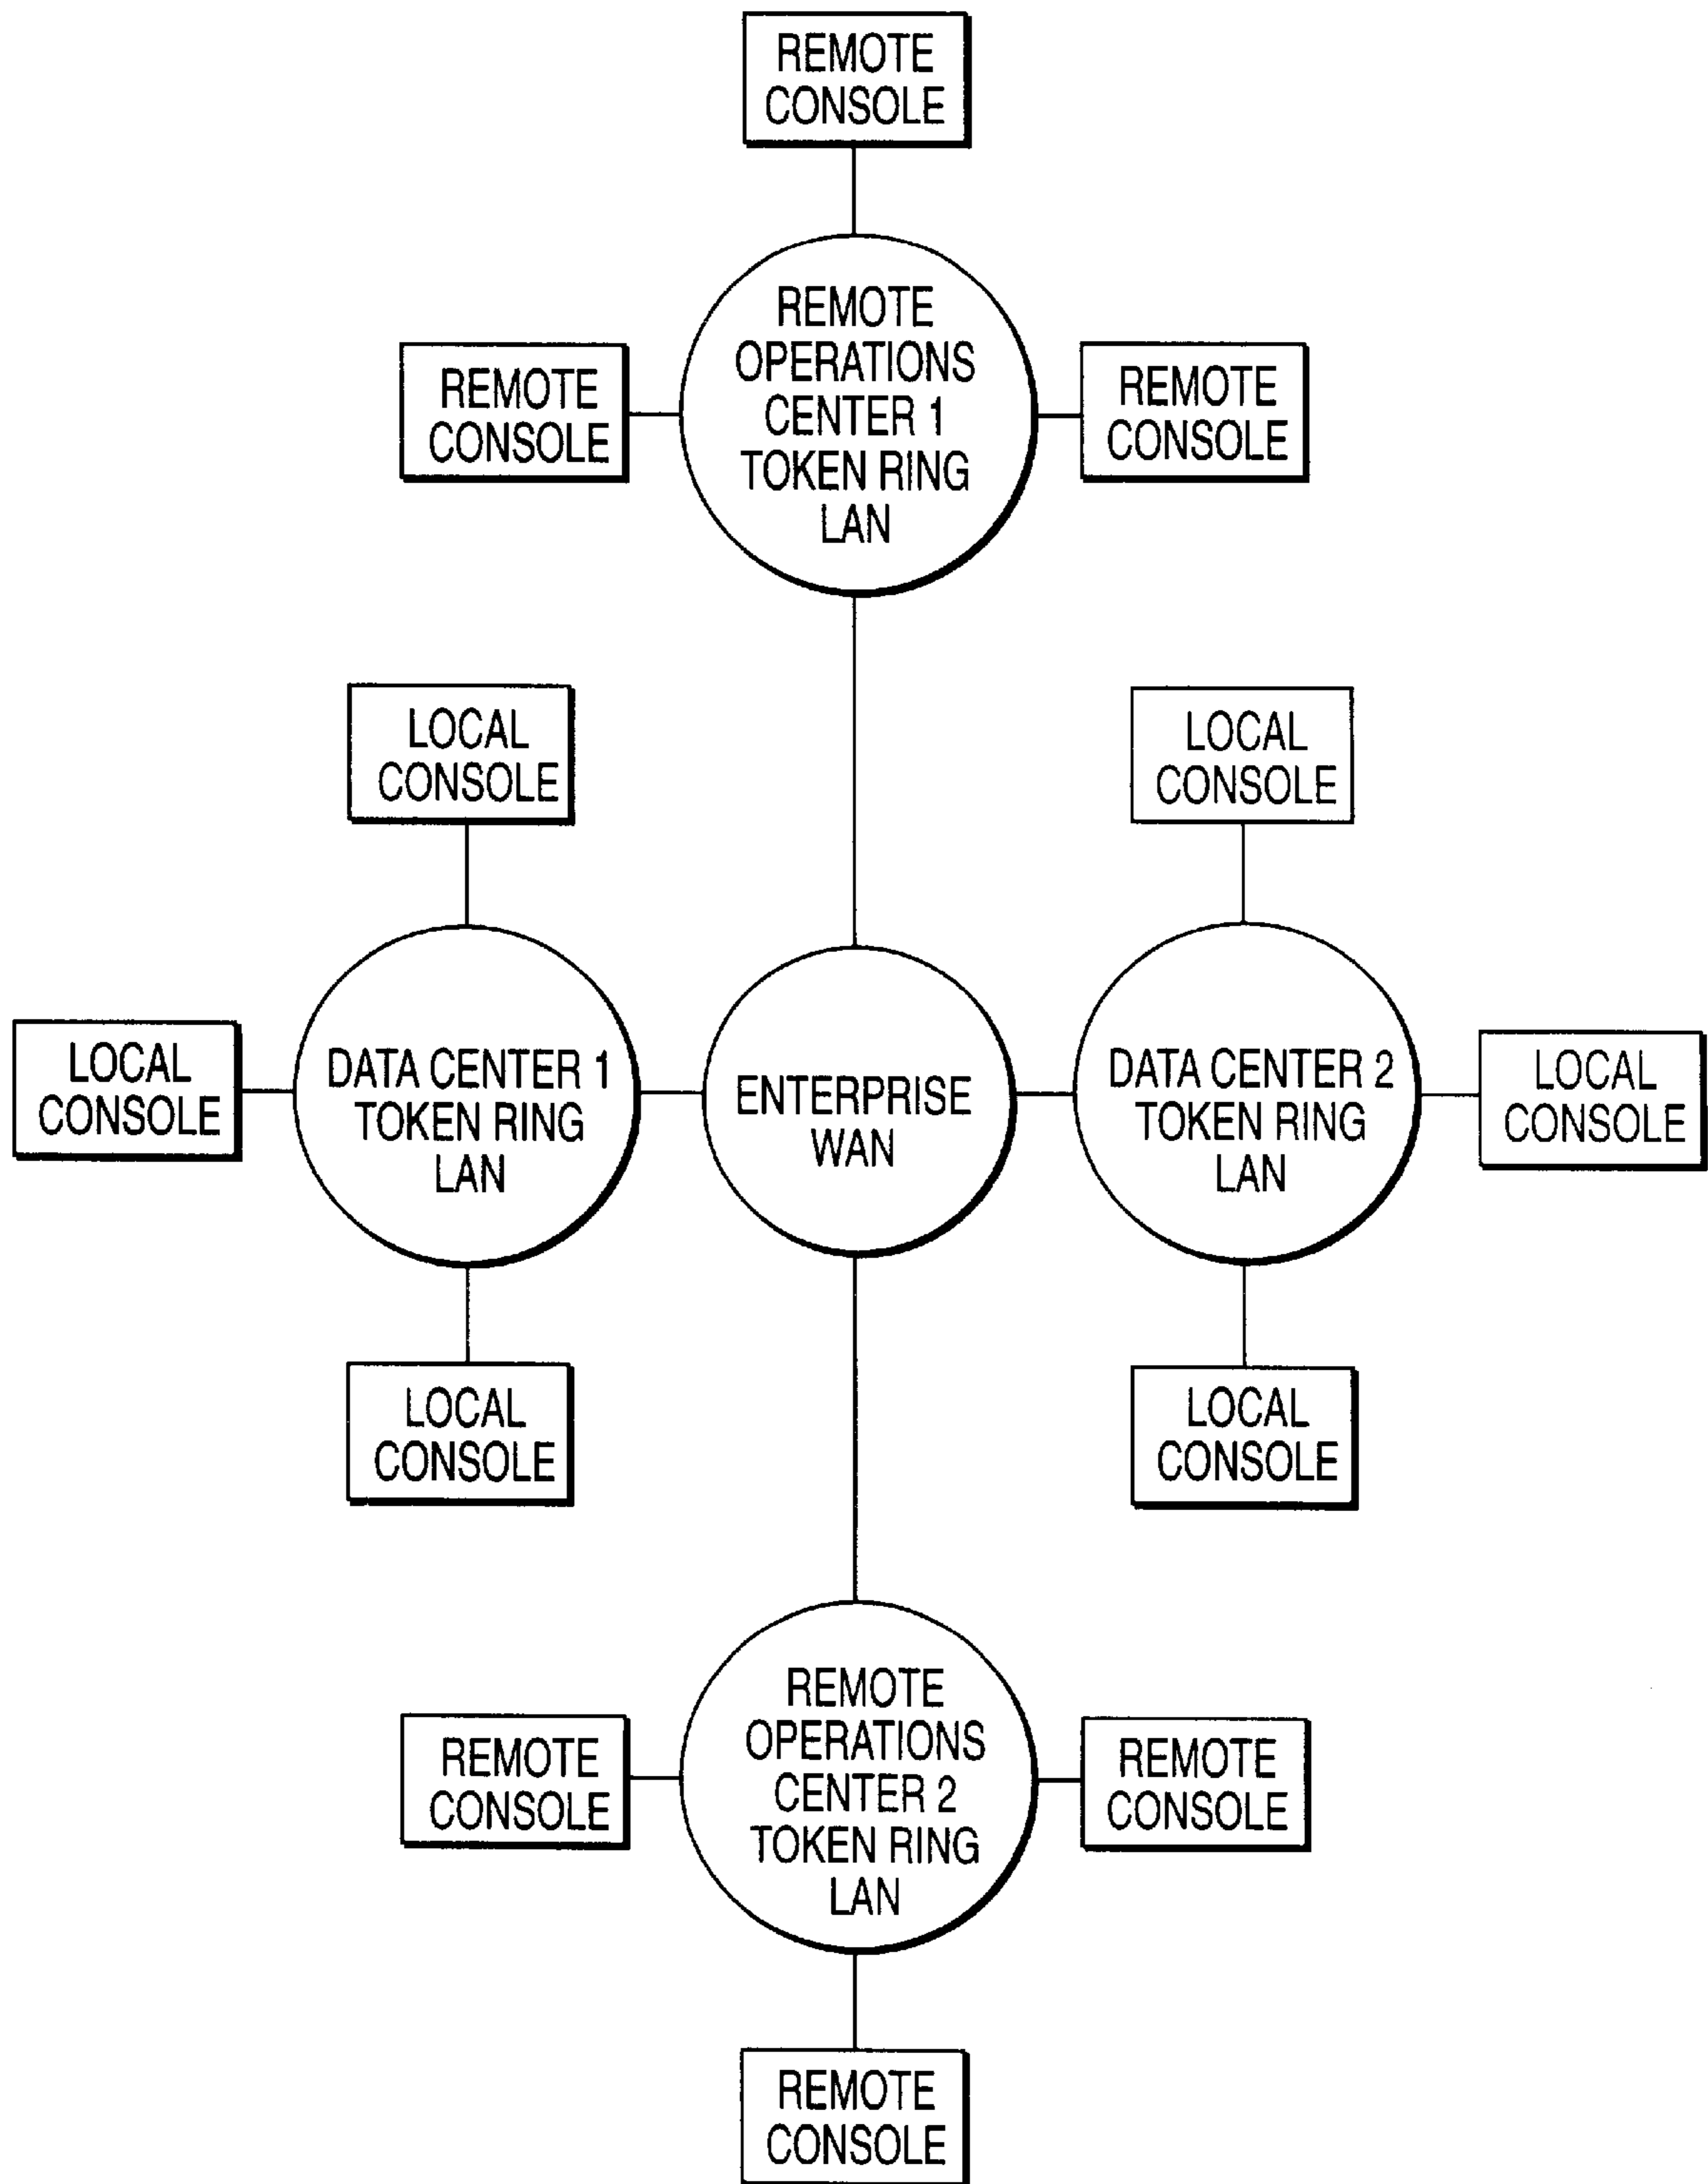 REMOTE
CONSOLE
REMOTE
OPERATIONS
CENTER 1
TOKEN RING
LAN
REMOTE
CONSOLE
REMOTE
CONSOLE
LOCAL
CONSOLE
LOCAL
CONSOLE
LOCAL
CONSOLE
DATA CENTER 1
TOKEN RING
LAN
ENTERPRISE
WAN
DATA CENTER 2
TOKEN RING
LAN
LOCAL
CONSOLE
LOCAL
CONSOLE
LOCAL
CONSOLE
REMOTE
CONSOLE
REMOTE
OPERATIONS
CENTER 2
TOKEN RING
LAN
REMOTE
CONSOLE
REMOTE
CONSOLE